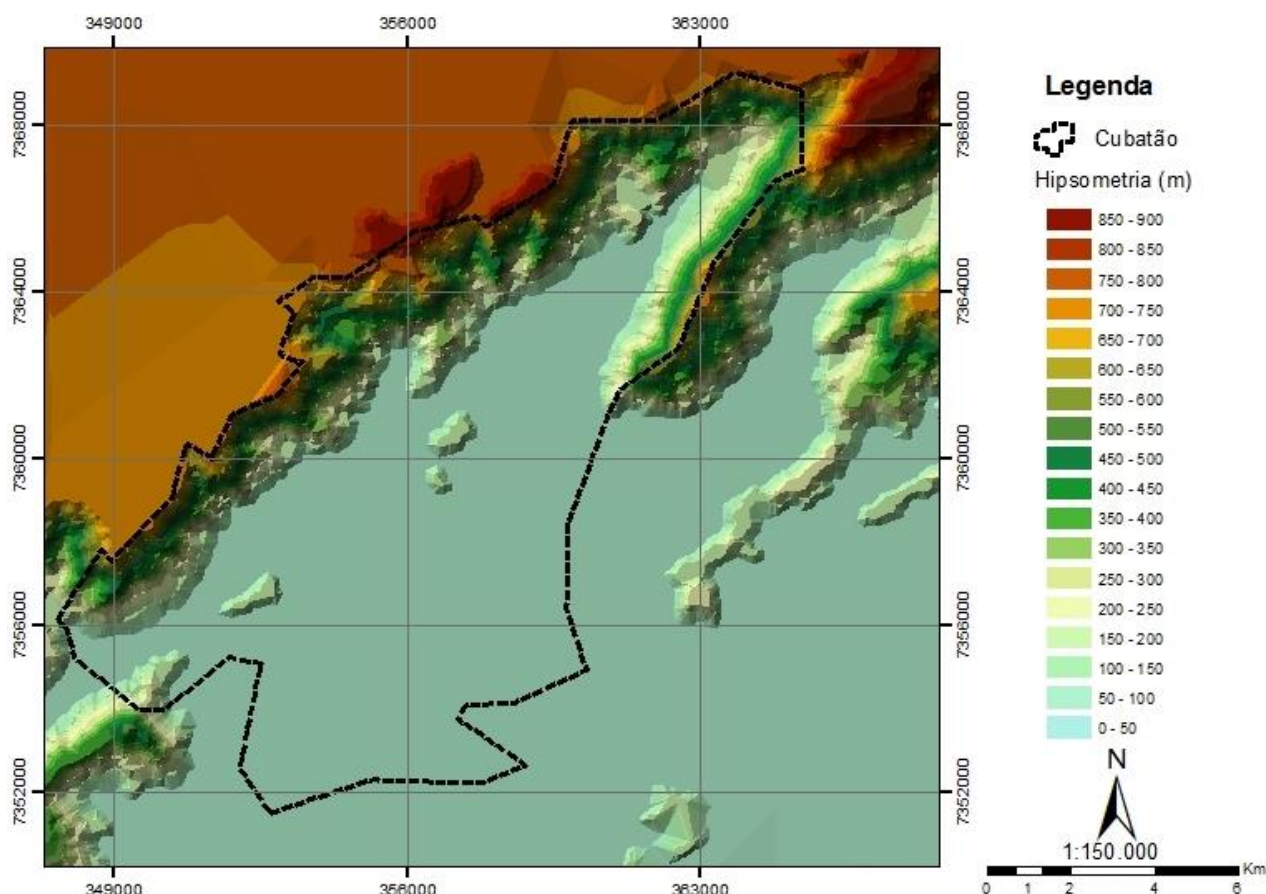 349000 356000 363000
7368000 7368000
7364000 7364000
7360000 7360000
7356000 7356000
7352000 7352000
349000 356000 363000
Legenda
Cubatão
Hipsometria (m)
850 - 900
800 - 850
750 - 800
700 - 750
650 - 700
600 - 650
550 - 600
500 - 550
450 - 500
400 - 450
350 - 400
300 - 350
250 - 300
200 - 250
150 - 200
100 - 150
50 - 100
0 - 50
N
1:150.000
Km
0 1 2 4 6